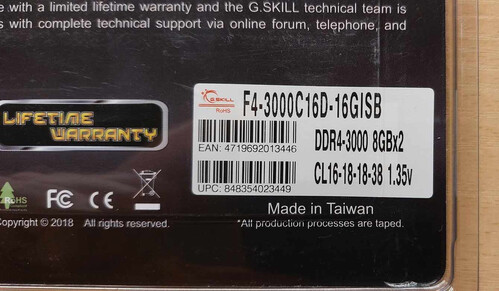 e with a limited lifetime warranty and the G.SKILL technical team is
s with complete technical support via online forum, telephone, and
LIFETIME
WARRANTY
G.SKILL
RoHS
F4-3000C16D-16GISB
EAN: 4719692013446
DDR4-3000 8GBx2
UPC: 848354023449
CL16-18-18-38 1.35v
RoHS
FC CE
Copyright © 2018 All rights reserved.
Made in Taiwan
*All production processes are taped.